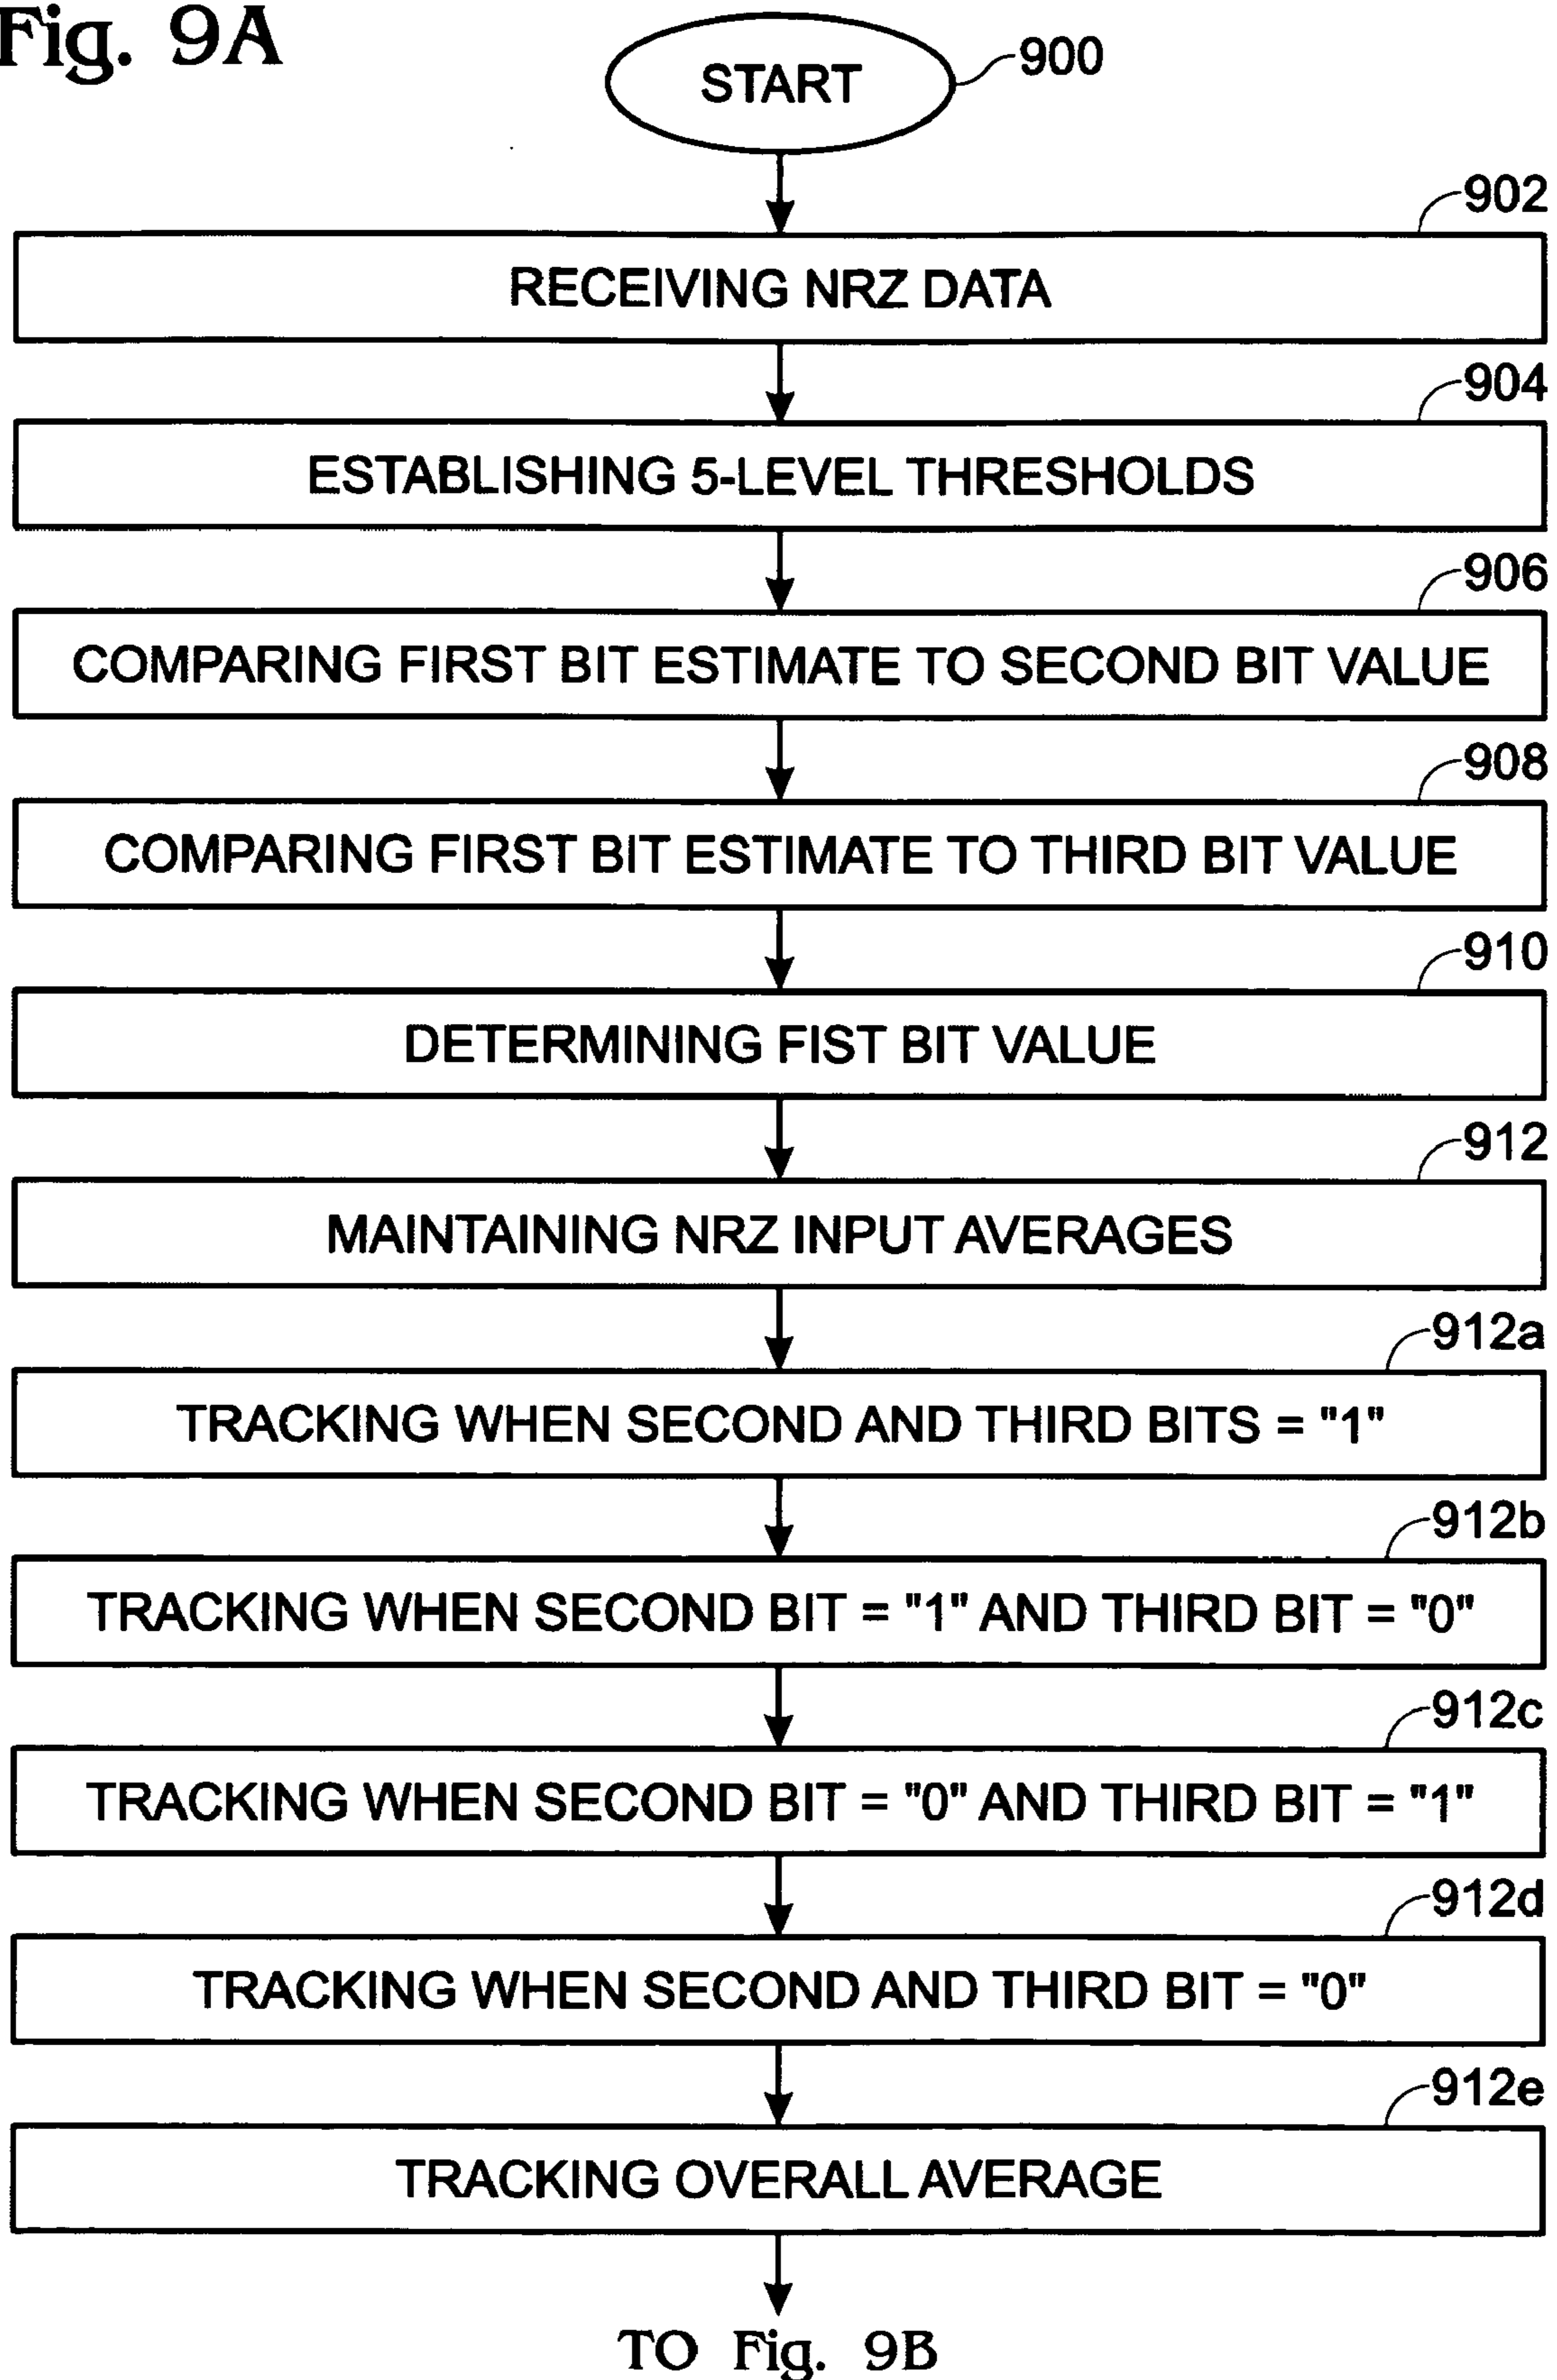 Fig. 9A
START
900
902
RECEIVING NRZ DATA
904
ESTABLISHING 5-LEVEL THRESHOLDS
906
COMPARING FIRST BIT ESTIMATE TO SECOND BIT VALUE
908
COMPARING FIRST BIT ESTIMATE TO THIRD BIT VALUE
910
DETERMINING FIST BIT VALUE
912
MAINTAINING NRZ INPUT AVERAGES
912a
TRACKING WHEN SECOND AND THIRD BITS = "1"
912b
TRACKING WHEN SECOND BIT = "1" AND THIRD BIT = "0"
912c
TRACKING WHEN SECOND BIT = "0" AND THIRD BIT = "1"
912d
TRACKING WHEN SECOND AND THIRD BIT = "0"
912e
TRACKING OVERALL AVERAGE
TO Fig. 9B